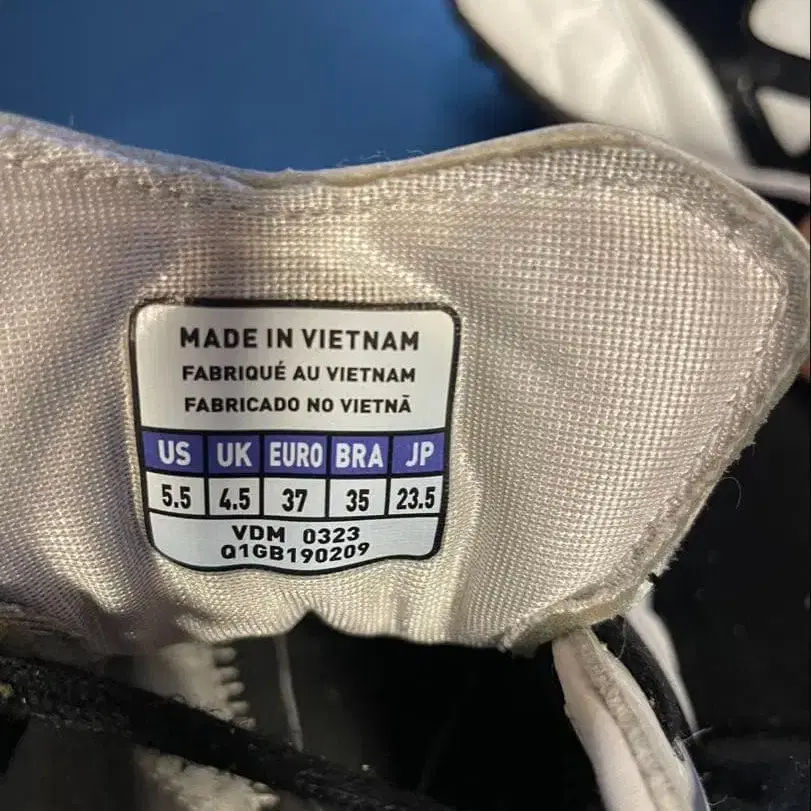 MADE IN VIETNAM
FABRIQUÉ AU VIETNAM
FABRICADO NO VIETNÃ
US UK EURO BRA JP
5.5 4.5 37 35 23.5
VDM 0323
Q1GB190209